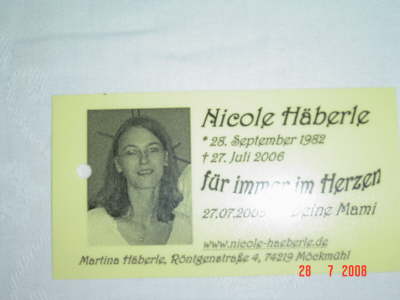 Nicole Häberle
* 28. September 1982
† 27. Juli 2006
für immer im Herzen
27.07.2008 Deine Mami
www.nicole-haeberle.de
Martina Häberle, Röntgenstraße 4, 74219 Möckmühl
28 7 2008